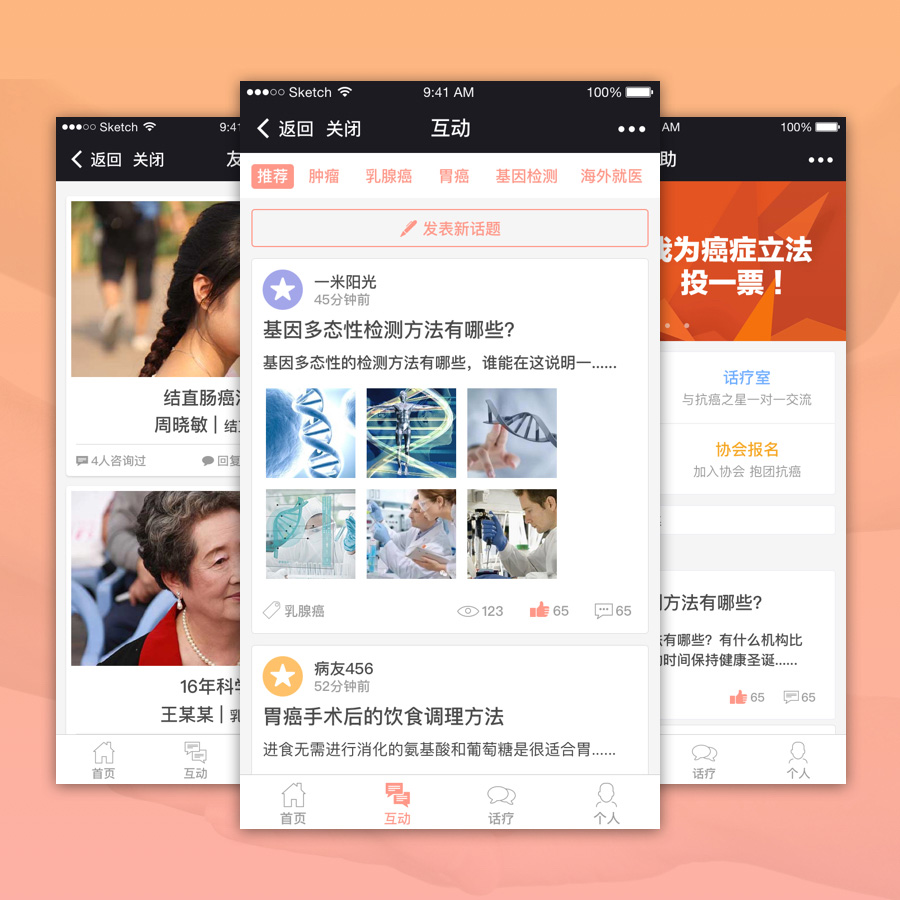 Sketch 9:41 AM 100%
返回 关闭 互动
推荐 肿瘤 乳腺癌 胃癌 基因检测 海外就医
发表新话题
一米阳光
45分钟前
基因多态性检测方法有哪些?
基因多态性的检测方法有哪些，谁能在这说明一......
乳腺癌 123 65 65
病友456
52分钟前
胃癌手术后的饮食调理方法
进食无需进行消化的氨基酸和葡萄糖是很适合胃......
首页 互动 话疗 个人
Sketch 9:41
返回 关闭 友
结直肠癌
周晓敏 | 结
4人咨询过 回复
16年科
王某某 | 乳
首页 互动
AM 100%
助
我为癌症立法
投一票！
话疗室
与抗癌之星一对一交流
协会报名
加入协会 抱团抗癌
方法有哪些?
有哪些？有什么机构比
时间保持健康圣诞......
65 65
话疗 个人